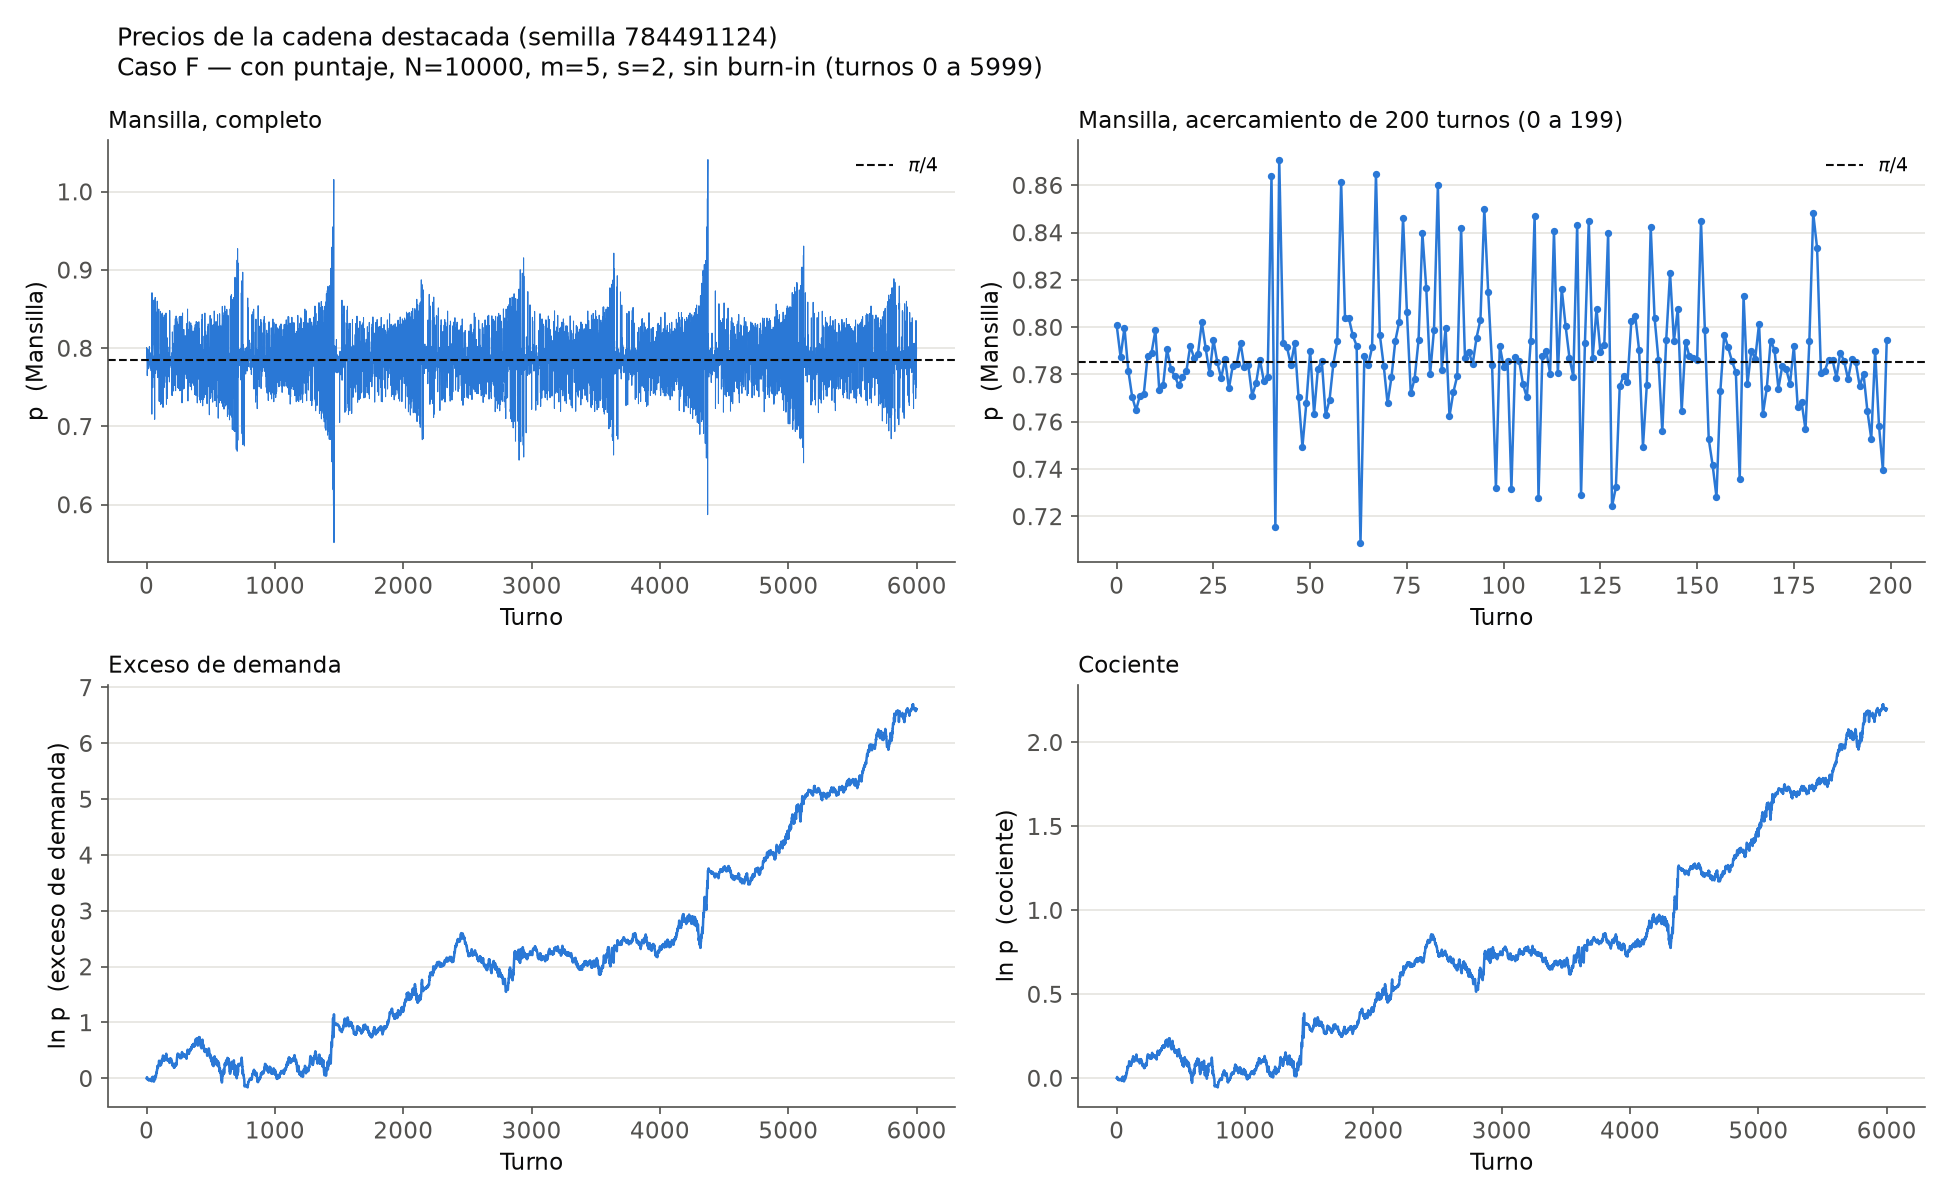 Precios de la cadena destacada (semilla 784491124)
Caso F — con puntaje, N=10000, m=5, s=2, sin burn-in (turnos 0 a 5999)
Mansilla, completo
π/4
1.0
0.9
0.8
0.7
0.6
p (Mansilla)
0 1000 2000 3000 4000 5000 6000
Turno
Mansilla, acercamiento de 200 turnos (0 a 199)
π/4
0.86
0.84
0.82
0.80
0.78
0.76
0.74
0.72
p (Mansilla)
0 25 50 75 100 125 150 175 200
Turno
Exceso de demanda
7
6
5
4
3
2
1
0
ln p (exceso de demanda)
0 1000 2000 3000 4000 5000 6000
Turno
Cociente
2.0
1.5
1.0
0.5
0.0
ln p (cociente)
0 1000 2000 3000 4000 5000 6000
Turno